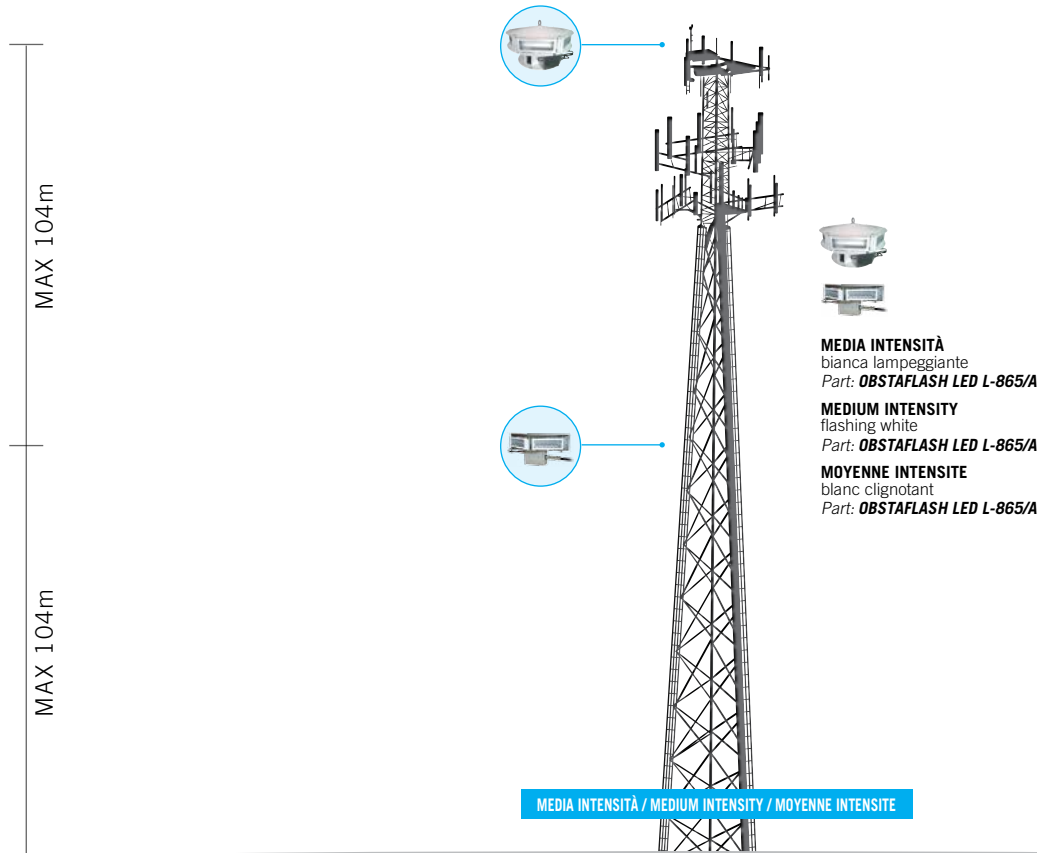 MAX 104m
MAX 104m
MEDIA INTENSITÀ
bianca lampeggiante
Part: OBSTAFLASH LED L-865/A
MEDIUM INTENSITY
flashing white
Part: OBSTAFLASH LED L-865/A
MOYENNE INTENSITE
blanc clignotant
Part: OBSTAFLASH LED L-865/A
MEDIA INTENSITÀ / MEDIUM INTENSITY / MOYENNE INTENSITE